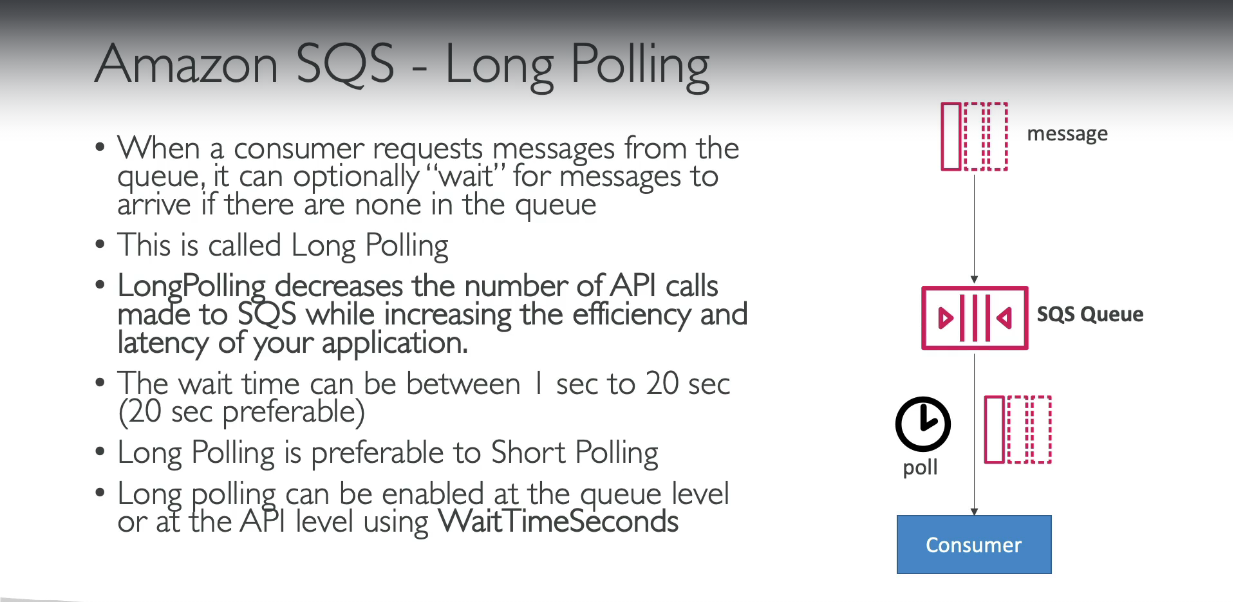 Amazon SQS - Long Polling
• When a consumer requests messages from the
queue, it can optionally “wait” for messages to
arrive if there are none in the queue
• This is called Long Polling
• LongPolling decreases the number of API calls
made to SQS while increasing the efficiency and
latency of your application.
• The wait time can be between 1 sec to 20 sec
(20 sec preferable)
• Long Polling is preferable to Short Polling
• Long polling can be enabled at the queue level
or at the API level using WaitTimeSeconds
message
SQS Queue
poll
Consumer